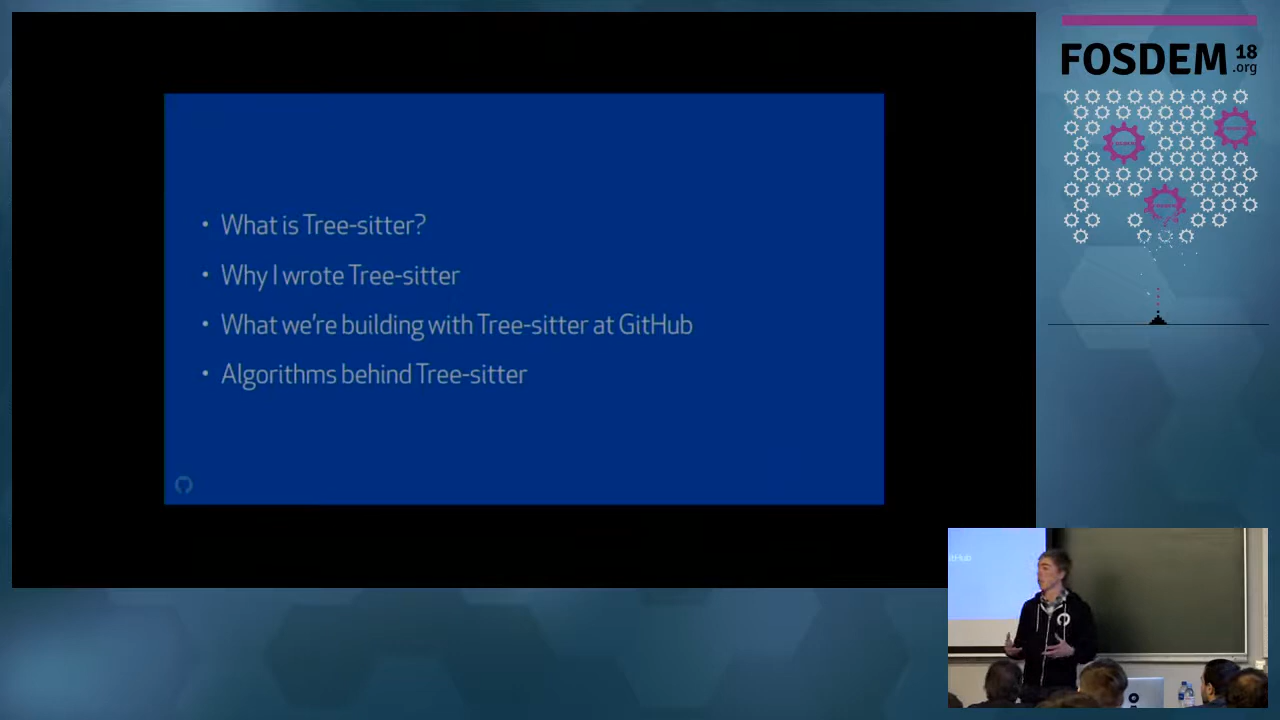 FOSDEM 18
.org
• What is Tree-sitter?
• Why I wrote Tree-sitter
• What we're building with Tree-sitter at GitHub
• Algorithms behind Tree-sitter